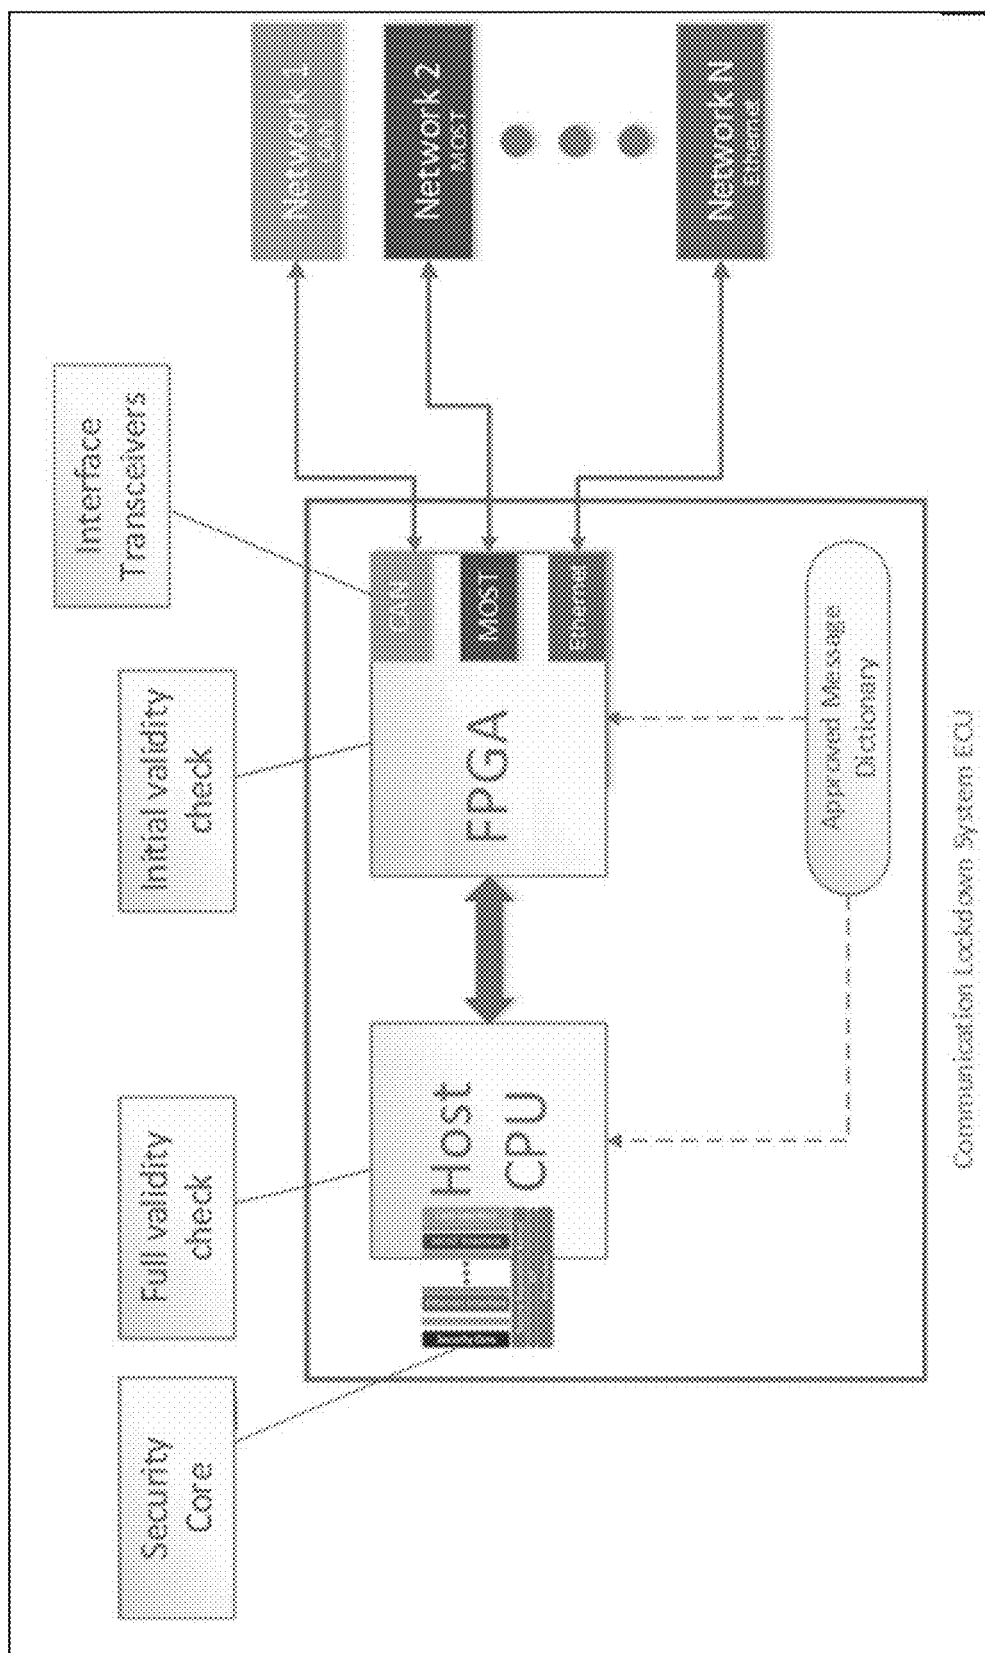 Security
Core
Full validity
check
Initial validity
check
Interface
Transceivers
Host
CPU
FPGA
MOST
Ethernet
Network 1
Network 2
MOST
Network N
Ethernet
Approved Message
Dictionary
Communication Lockdown System ECU